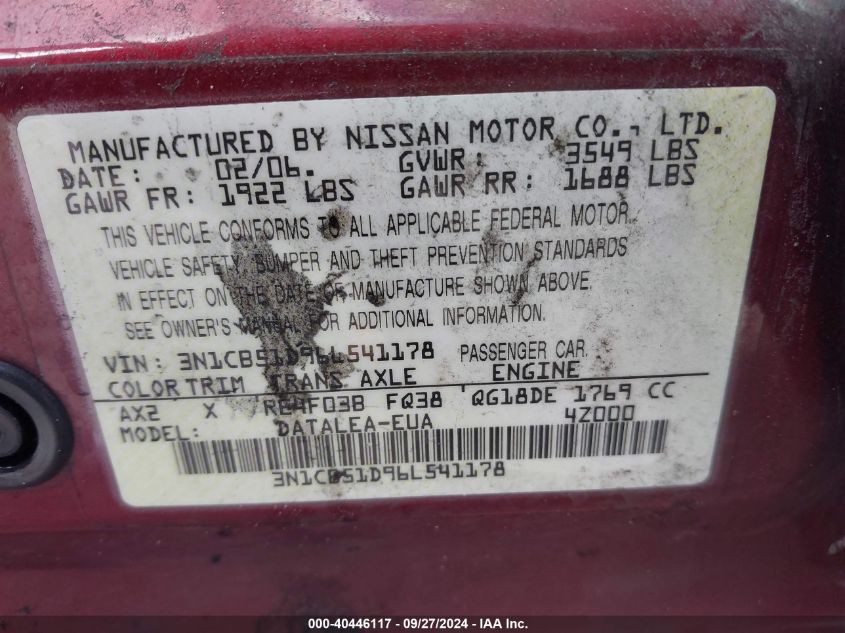 MANUFACTURED BY NISSAN MOTOR CO., LTD.
DATE: 02/06. GVWR: 3549 LBS
GAWR FR: 1922 LBS GAWR RR: 1688 LBS
THIS VEHICLE CONFORMS TO ALL APPLICABLE FEDERAL MOTOR
VEHICLE SAFETY, BUMPER AND THEFT PREVENTION STANDARDS
IN EFFECT ON THE DATE OF MANUFACTURE SHOWN ABOVE.
SEE OWNER'S MANUAL FOR ADDITIONAL INFORMATION.
VIN: 3N1CB51D96L541178 PASSENGER CAR
COLOR TRIM TRANS AXLE ENGINE
AX2 X RE4F03B FQ38 QG18DE 1769 CC
MODEL: DATALEA-EUA 4Z000
3N1CB51D96L541178
000-40446117 - 09/27/2024 - IAAI.COM